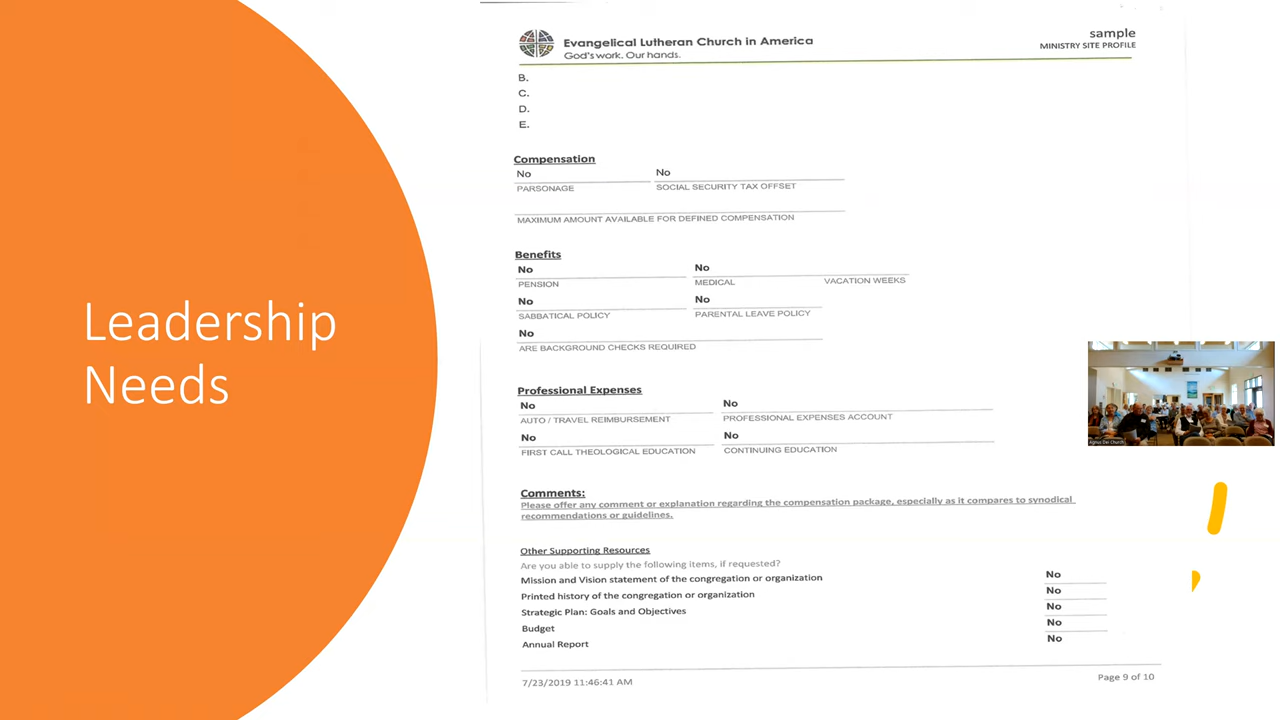 Leadership
Needs
Evangelical Lutheran Church in America
God's work. Our hands.
sample
MINISTRY SITE PROFILE
B.
C.
D.
E.
Compensation
No No
PARSONAGE SOCIAL SECURITY TAX OFFSET
MAXIMUM AMOUNT AVAILABLE FOR DEFINED COMPENSATION
Benefits
No No
PENSION MEDICAL VACATION WEEKS
No No
SABBATICAL POLICY PARENTAL LEAVE POLICY
No
ARE BACKGROUND CHECKS REQUIRED
Professional Expenses
No No
AUTO / TRAVEL REIMBURSEMENT PROFESSIONAL EXPENSES ACCOUNT
No No
FIRST CALL THEOLOGICAL EDUCATION CONTINUING EDUCATION
Comments:
Please offer any comment or explanation regarding the compensation package, especially as it compares to synodical
recommendations or guidelines.
Other Supporting Resources
Are you able to supply the following items, if requested?
Mission and Vision statement of the congregation or organization No
Printed history of the congregation or organization No
Strategic Plan: Goals and Objectives No
Budget No
Annual Report No
7/23/2019 11:46:41 AM Page 9 of 10
Agnus Dei Church